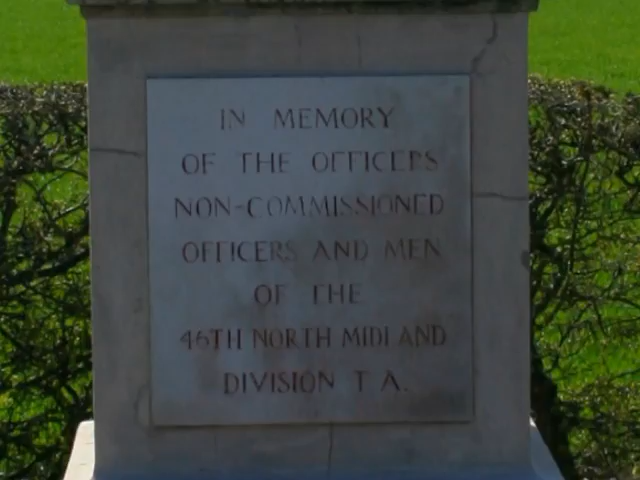 IN MEMORY
OF THE OFFICERS
NON-COMMISSIONED
OFFICERS AND MEN
OF THE
46TH NORTH MIDLAND
DIVISION T A.